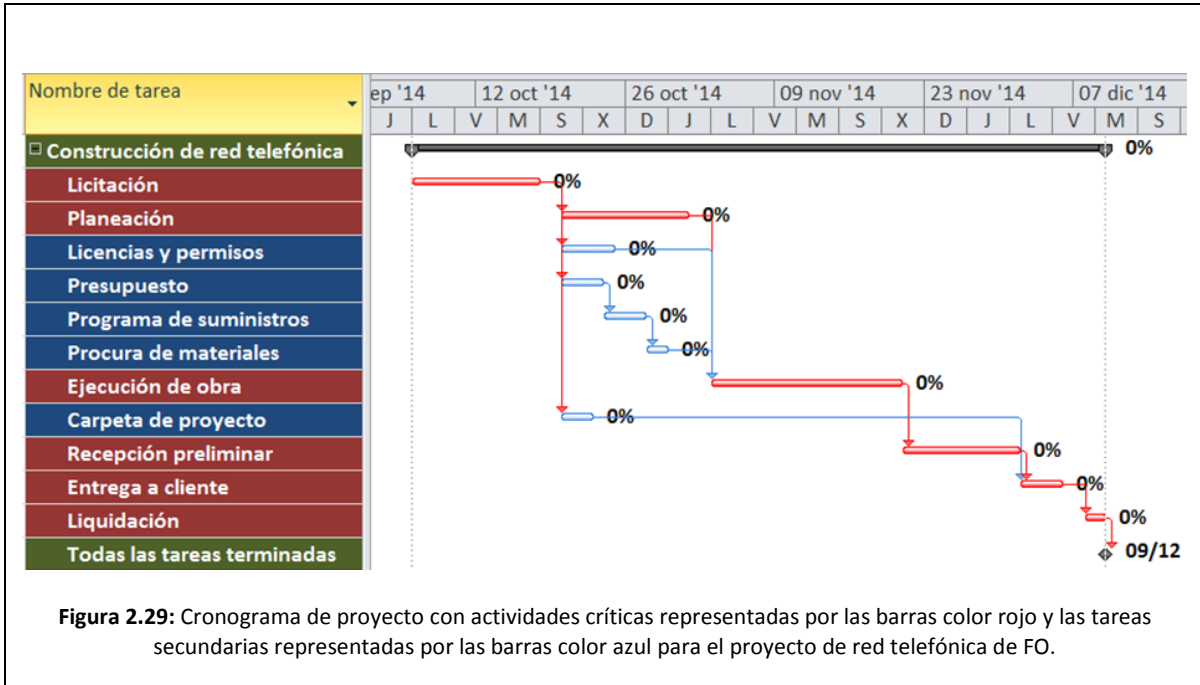 Nombre de tarea
ep '14 12 oct '14 26 oct '14 09 nov '14 23 nov '14 07 dic '14
J L V M S X D J L V M S X D J L V M S
Construcción de red telefónica 0%
Licitación 0%
Planeación 0%
Licencias y permisos 0%
Presupuesto 0%
Programa de suministros 0%
Procura de materiales 0%
Ejecución de obra 0%
Carpeta de proyecto 0%
Recepción preliminar 0%
Entrega a cliente 0%
Liquidación 0%
Todas las tareas terminadas 09/12
Figura 2.29: Cronograma de proyecto con actividades críticas representadas por las barras color rojo y las tareas
secundarias representadas por las barras color azul para el proyecto de red telefónica de FO.